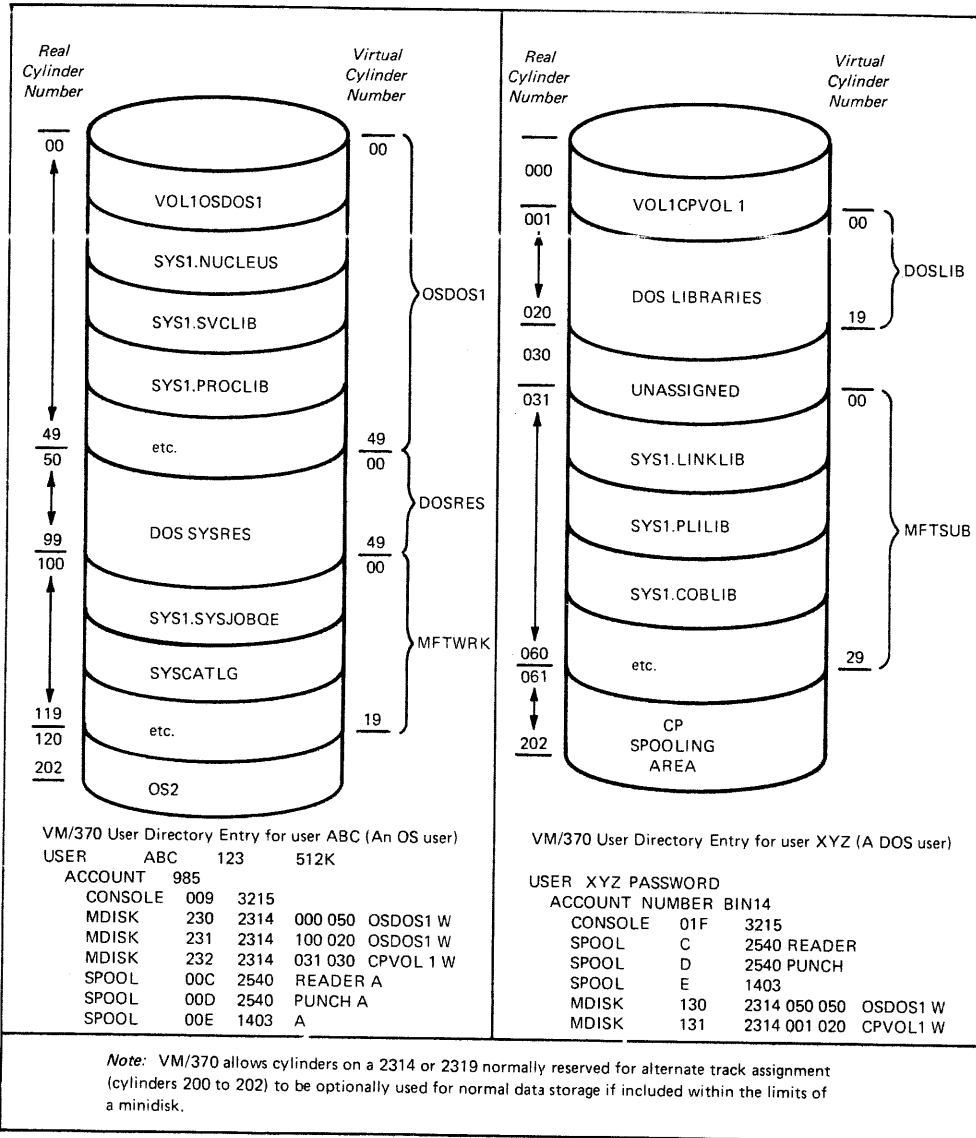 Real
Cylinder
Number
Virtual
Cylinder
Number
00
00
VOL1OSDOS1
SYS1.NUCLEUS
OSDOS1
SYS1.SVCLIB
SYS1.PROCLIB
49
etc.
49
50
00
DOSRES
DOS SYSRES
99
49
100
00
SYS1.SYSJOBQE
MFTWRK
SYSCATLG
119
etc.
19
120
202
OS2
VM/370 User Directory Entry for user ABC (An OS user)
USER ABC 123 512K
ACCOUNT 985
CONSOLE 009 3215
MDISK 230 2314 000 050 OSDOS1 W
MDISK 231 2314 100 020 OSDOS1 W
MDISK 232 2314 031 030 CPVOL 1 W
SPOOL 00C 2540 READER A
SPOOL 00D 2540 PUNCH A
SPOOL 00E 1403 A
Real
Cylinder
Number
Virtual
Cylinder
Number
000
VOL1CPVOL 1
001
00
DOSLIB
DOS LIBRARIES
020
19
030
UNASSIGNED
031
00
SYS1.LINKLIB
SYS1.PLILIB
MFTSUB
SYS1.COBLIB
060
etc.
29
061
CP
SPOOLING
AREA
202
VM/370 User Directory Entry for user XYZ (A DOS user)
USER XYZ PASSWORD
ACCOUNT NUMBER BIN14
CONSOLE 01F 3215
SPOOL C 2540 READER
SPOOL D 2540 PUNCH
SPOOL E 1403
MDISK 130 2314 050 050 OSDOS1 W
MDISK 131 2314 001 020 CPVOL1 W
Note: VM/370 allows cylinders on a 2314 or 2319 normally reserved for alternate track assignment
(cylinders 200 to 202) to be optionally used for normal data storage if included within the limits of
a minidisk.